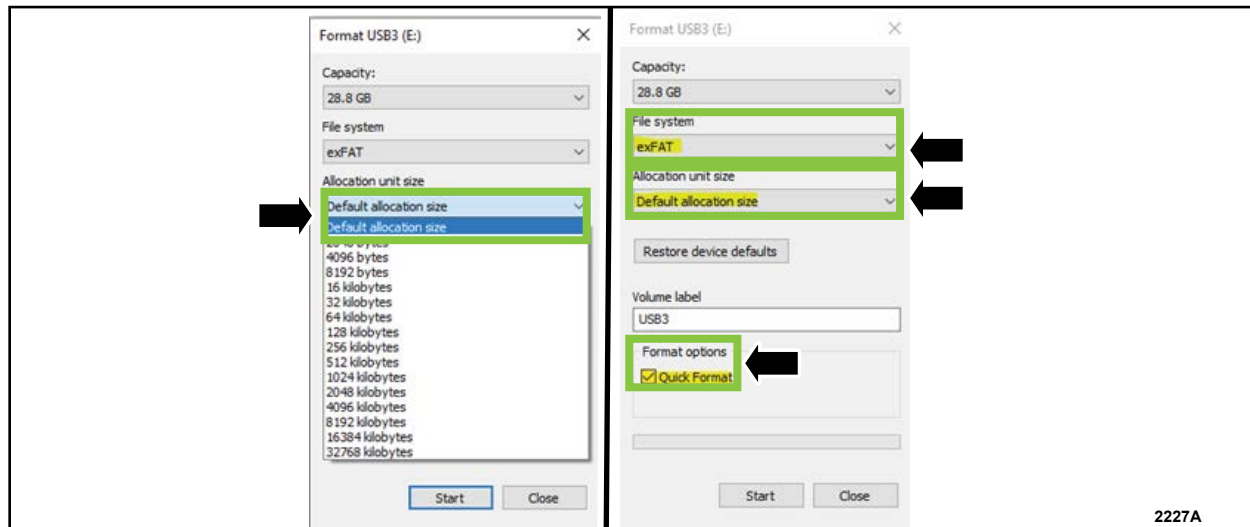 Format USB3 (E:)
Capacity:
28.8 GB
File system
exFAT
Allocation unit size
Default allocation size
Default allocation size
4096 bytes
8192 bytes
16 kilobytes
32 kilobytes
64 kilobytes
128 kilobytes
256 kilobytes
512 kilobytes
1024 kilobytes
2048 kilobytes
4096 kilobytes
8192 kilobytes
16384 kilobytes
32768 kilobytes
Start Close
Format USB3 (E:)
Capacity:
28.8 GB
File system
exFAT
Allocation unit size
Default allocation size
Restore device defaults
Volume label
USB3
Format options
Quick Format
Start Close
2227A